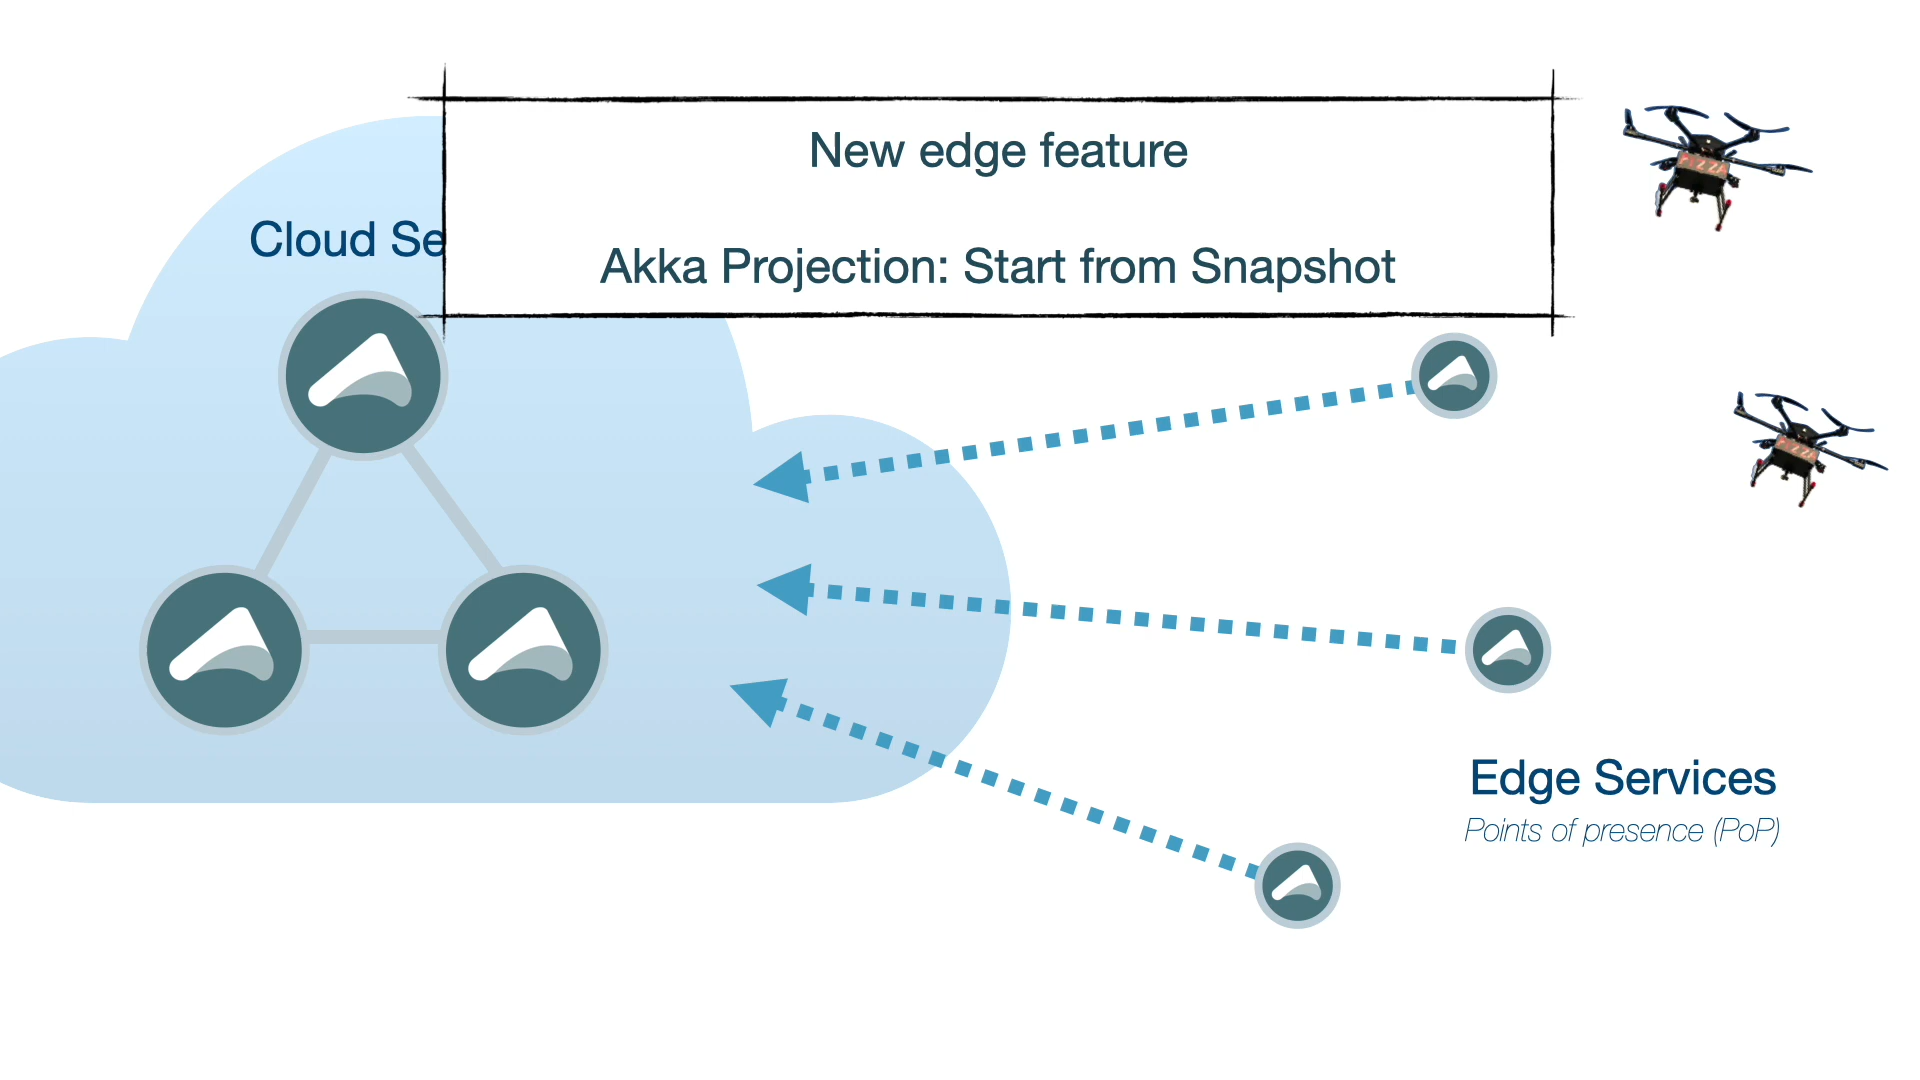 New edge feature
Akka Projection: Start from Snapshot
Cloud Se
Edge Services
Points of presence (PoP)